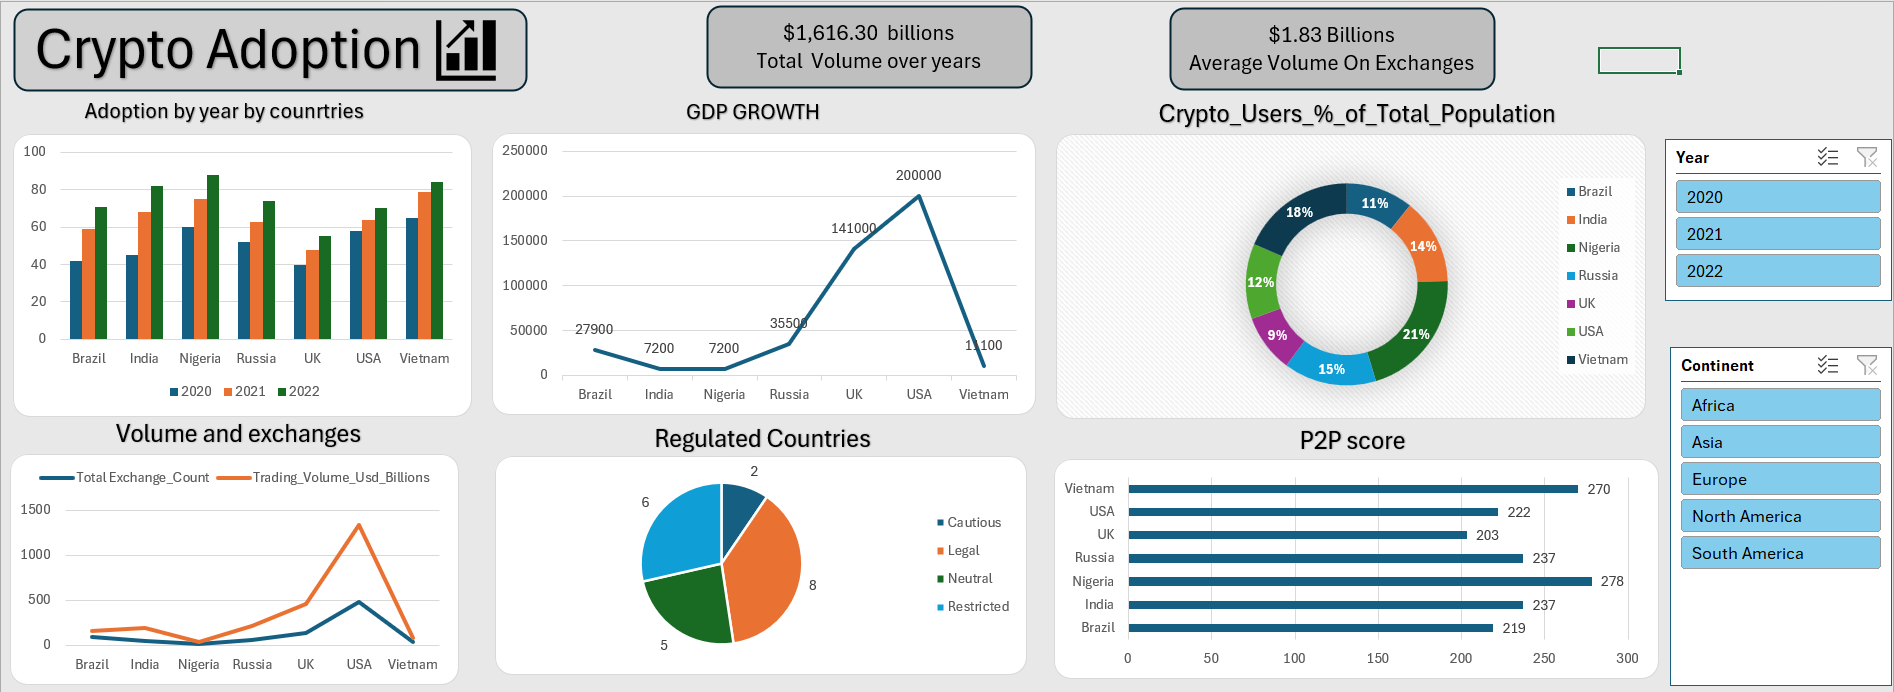 Crypto Adoption
$1,616.30 billions
Total Volume over years
$1.83 Billions
Average Volume On Exchanges
Adoption by year by counrtries
100
80
60
40
20
0
Brazil India Nigeria Russia UK USA Vietnam
2020 2021 2022
GDP GROWTH
250000
200000
150000
100000
50000
0
27900
7200
7200
35500
141000
200000
11100
Brazil India Nigeria Russia UK USA Vietnam
Crypto_Users_%_of_Total_Population
11%
14%
21%
15%
9%
12%
18%
Brazil
India
Nigeria
Russia
UK
USA
Vietnam
Year
2020
2021
2022
Continent
Africa
Asia
Europe
North America
South America
Volume and exchanges
Total Exchange_Count Trading_Volume_Usd_Billions
1500
1000
500
0
Brazil India Nigeria Russia UK USA Vietnam
Regulated Countries
2
8
5
6
Cautious
Legal
Neutral
Restricted
P2P score
Vietnam 270
USA 222
UK 203
Russia 237
Nigeria 278
India 237
Brazil 219
0 50 100 150 200 250 300